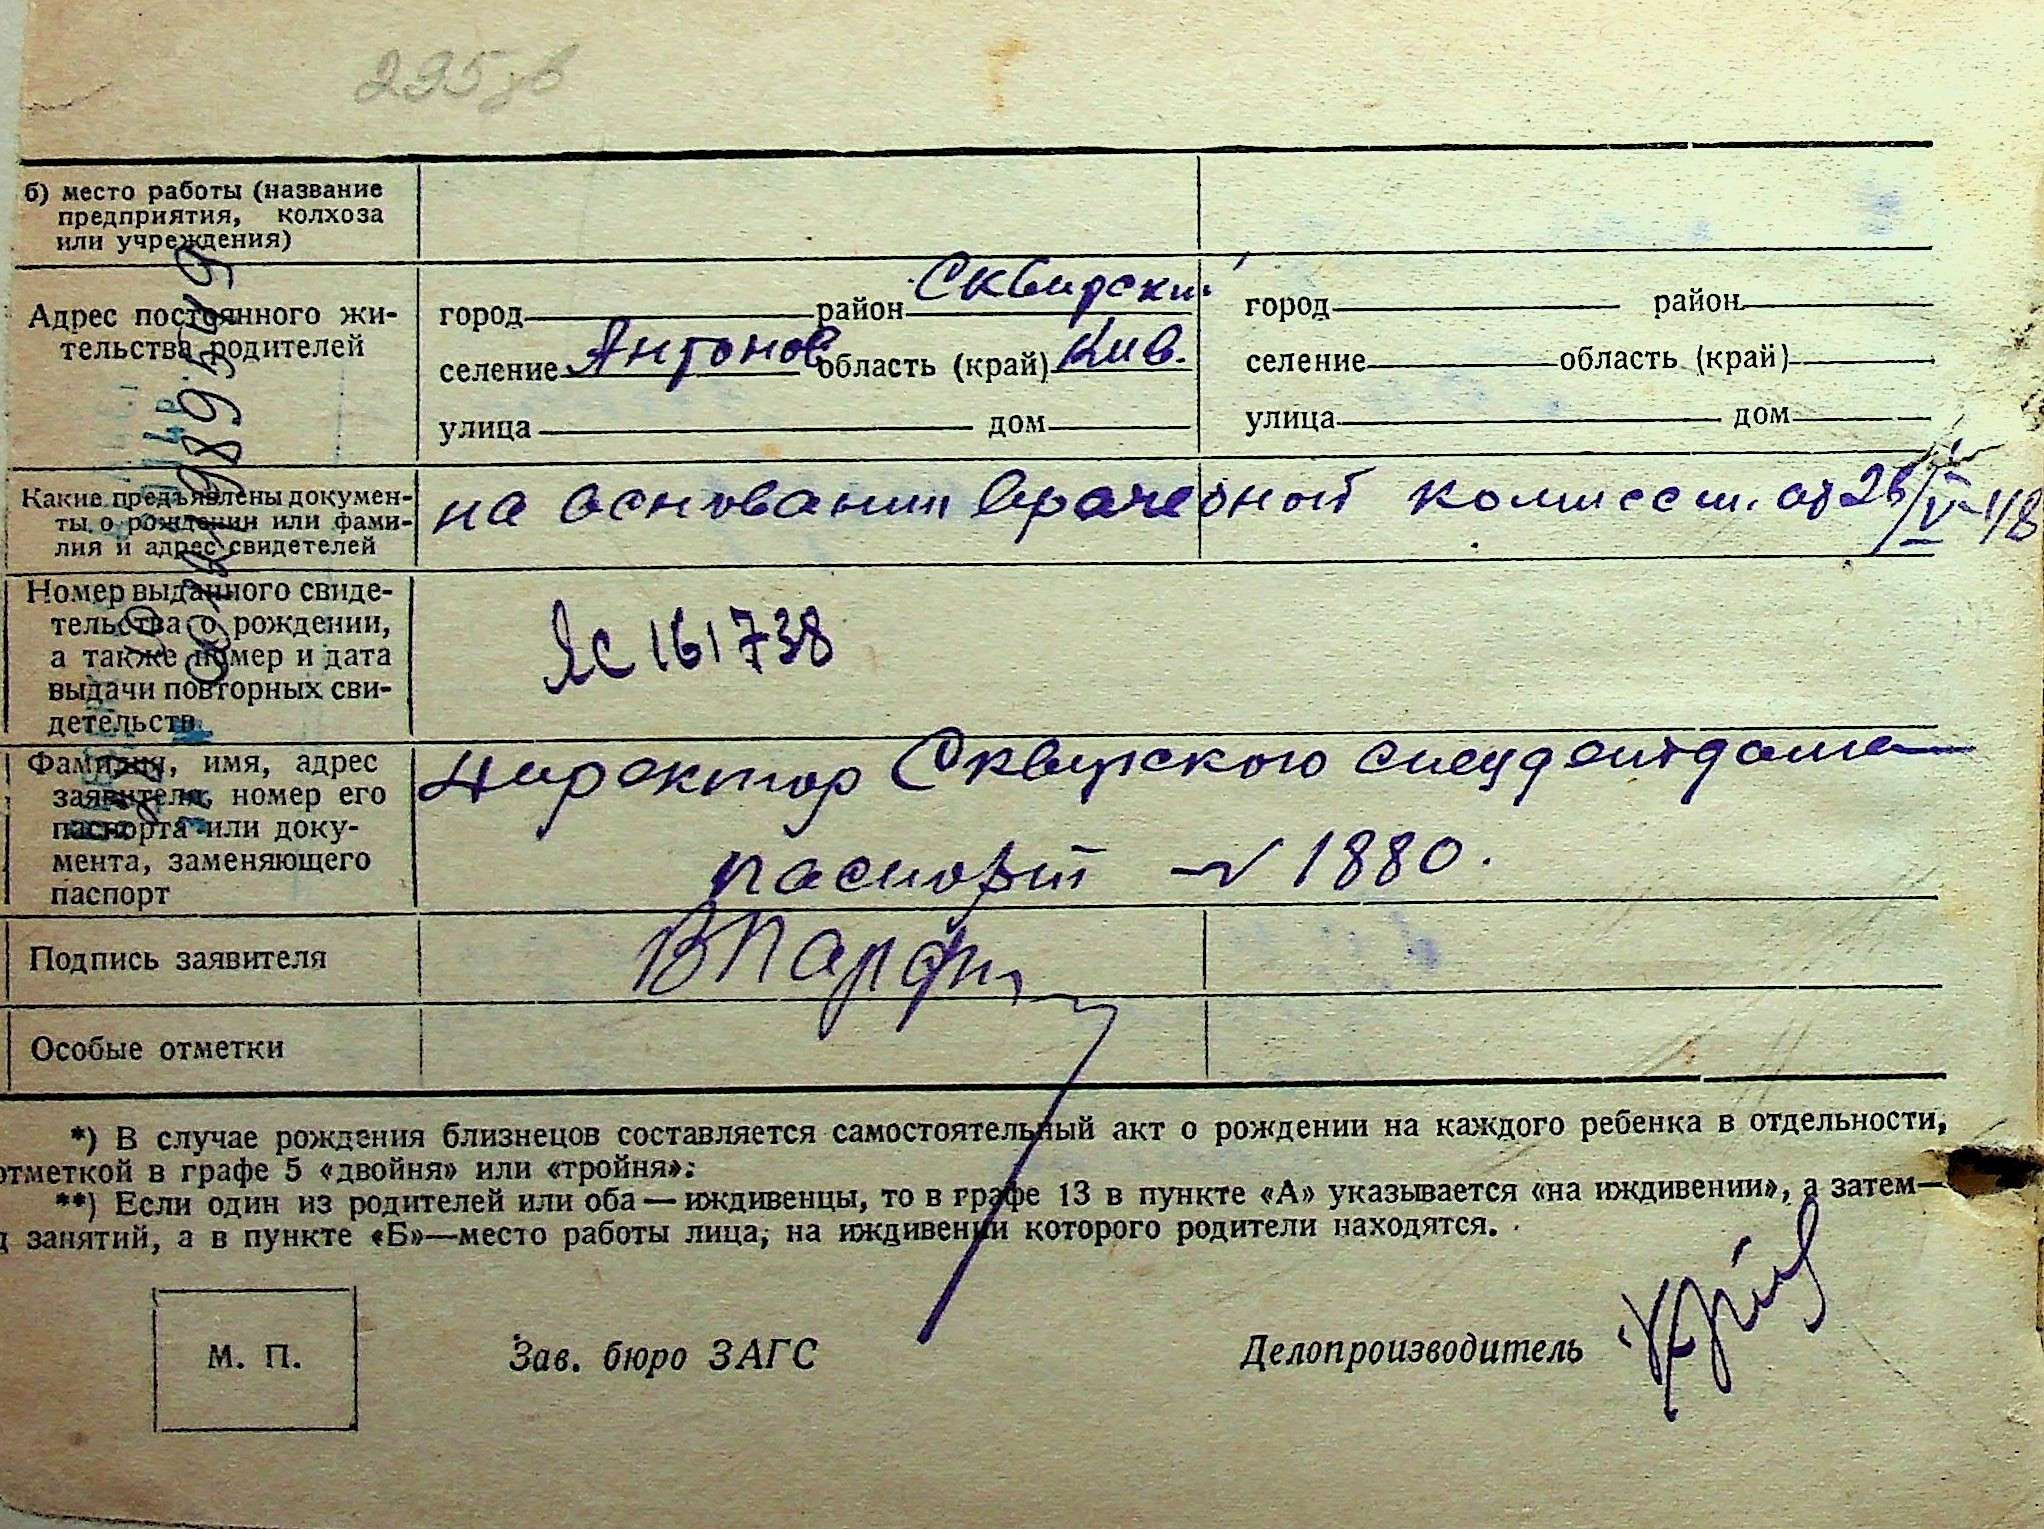 295
б) место работы (название
предприятия, колхоза
или учреждения)
Адрес постоянного жи-
тельства родителей
город район Сквирский
селение Антонов область (край) Кив.
улица дом
город район
селение область (край)
улица дом
Какие предъявлены докумен-
ты о рождении или фами-
лия и адрес свидетелей
на основании врачебной комиссии от 26/V-48
Номер выданного свиде-
тельства о рождении,
а также номер и дата
выдачи повторных сви-
детельств
ЯС 161738
Фамилия, имя, адрес
заявителя, номер его
паспорта или доку-
мента, заменяющего
паспорт
Директор Сквирского спецдетдома
паспорт № 1880.
Подпись заявителя
ВПарфи
Особые отметки
*) В случае рождения близнецов составляется самостоятельный акт о рождении на каждого ребенка в отдельности,
отметкой в графе 5 «двойня» или «тройня».
**) Если один из родителей или оба — иждивенцы, то в графе 13 в пункте «А» указывается «на иждивении», а затем—
д занятий, а в пункте «Б»—место работы лица, на иждивении которого родители находятся.
М. П.
Зав. бюро ЗАГС
Делопроизводитель